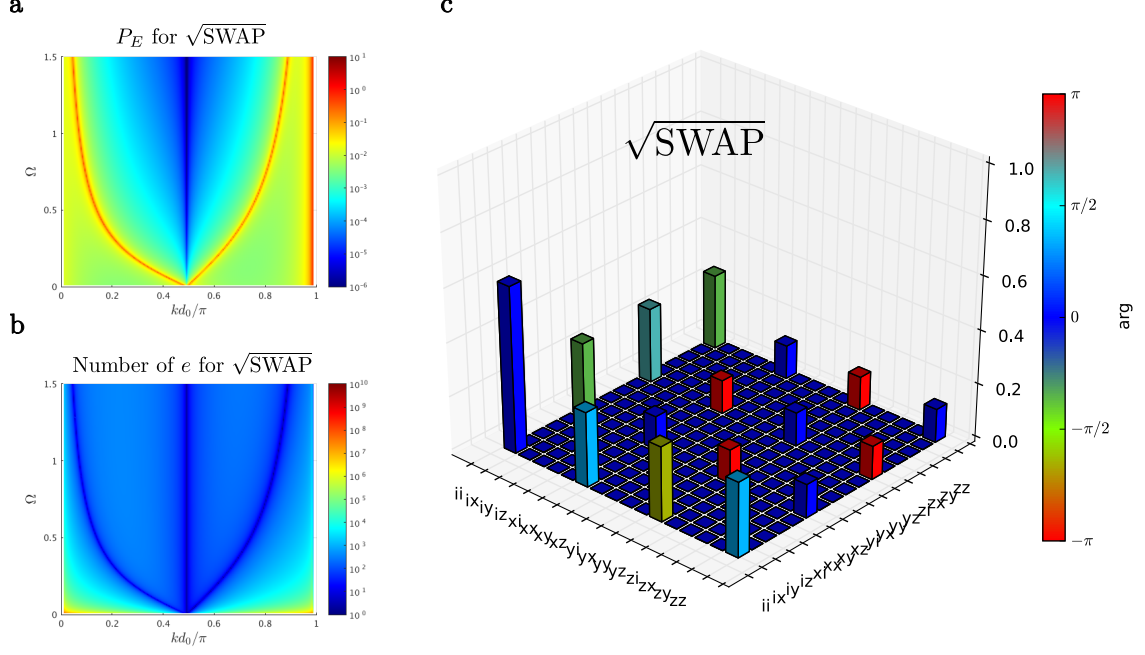 a
P_E for √SWAP
1.5
1
0.5
0
Ω
0 0.2 0.4 0.6 0.8 1
kd_0/π
10^1
10^0
10^-1
10^-2
10^-3
10^-4
10^-5
10^-6
b
Number of e for √SWAP
1.5
1
0.5
0
Ω
0 0.2 0.4 0.6 0.8 1
kd_0/π
10^10
10^9
10^8
10^7
10^6
10^5
10^4
10^3
10^2
10^1
10^0
c
√SWAP
1.0
0.8
0.6
0.4
0.2
0.0
ii ix iy iz xi xx xy xz yi yx yy yz zi zx zy zz
ii ix iy iz xi xx xy xz yi yx yy yz zi zx zy zz
π
π/2
0
−π/2
−π
arg